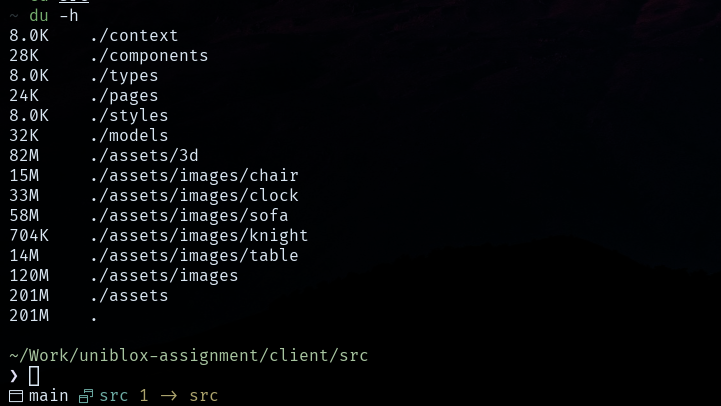 ~ du -h
8.0K ./context
28K ./components
8.0K ./types
24K ./pages
8.0K ./styles
32K ./models
82M ./assets/3d
15M ./assets/images/chair
33M ./assets/images/clock
58M ./assets/images/sofa
704K ./assets/images/knight
14M ./assets/images/table
120M ./assets/images
201M ./assets
201M .
~/Work/uniblox-assignment/client/src
❯
main src 1 → src